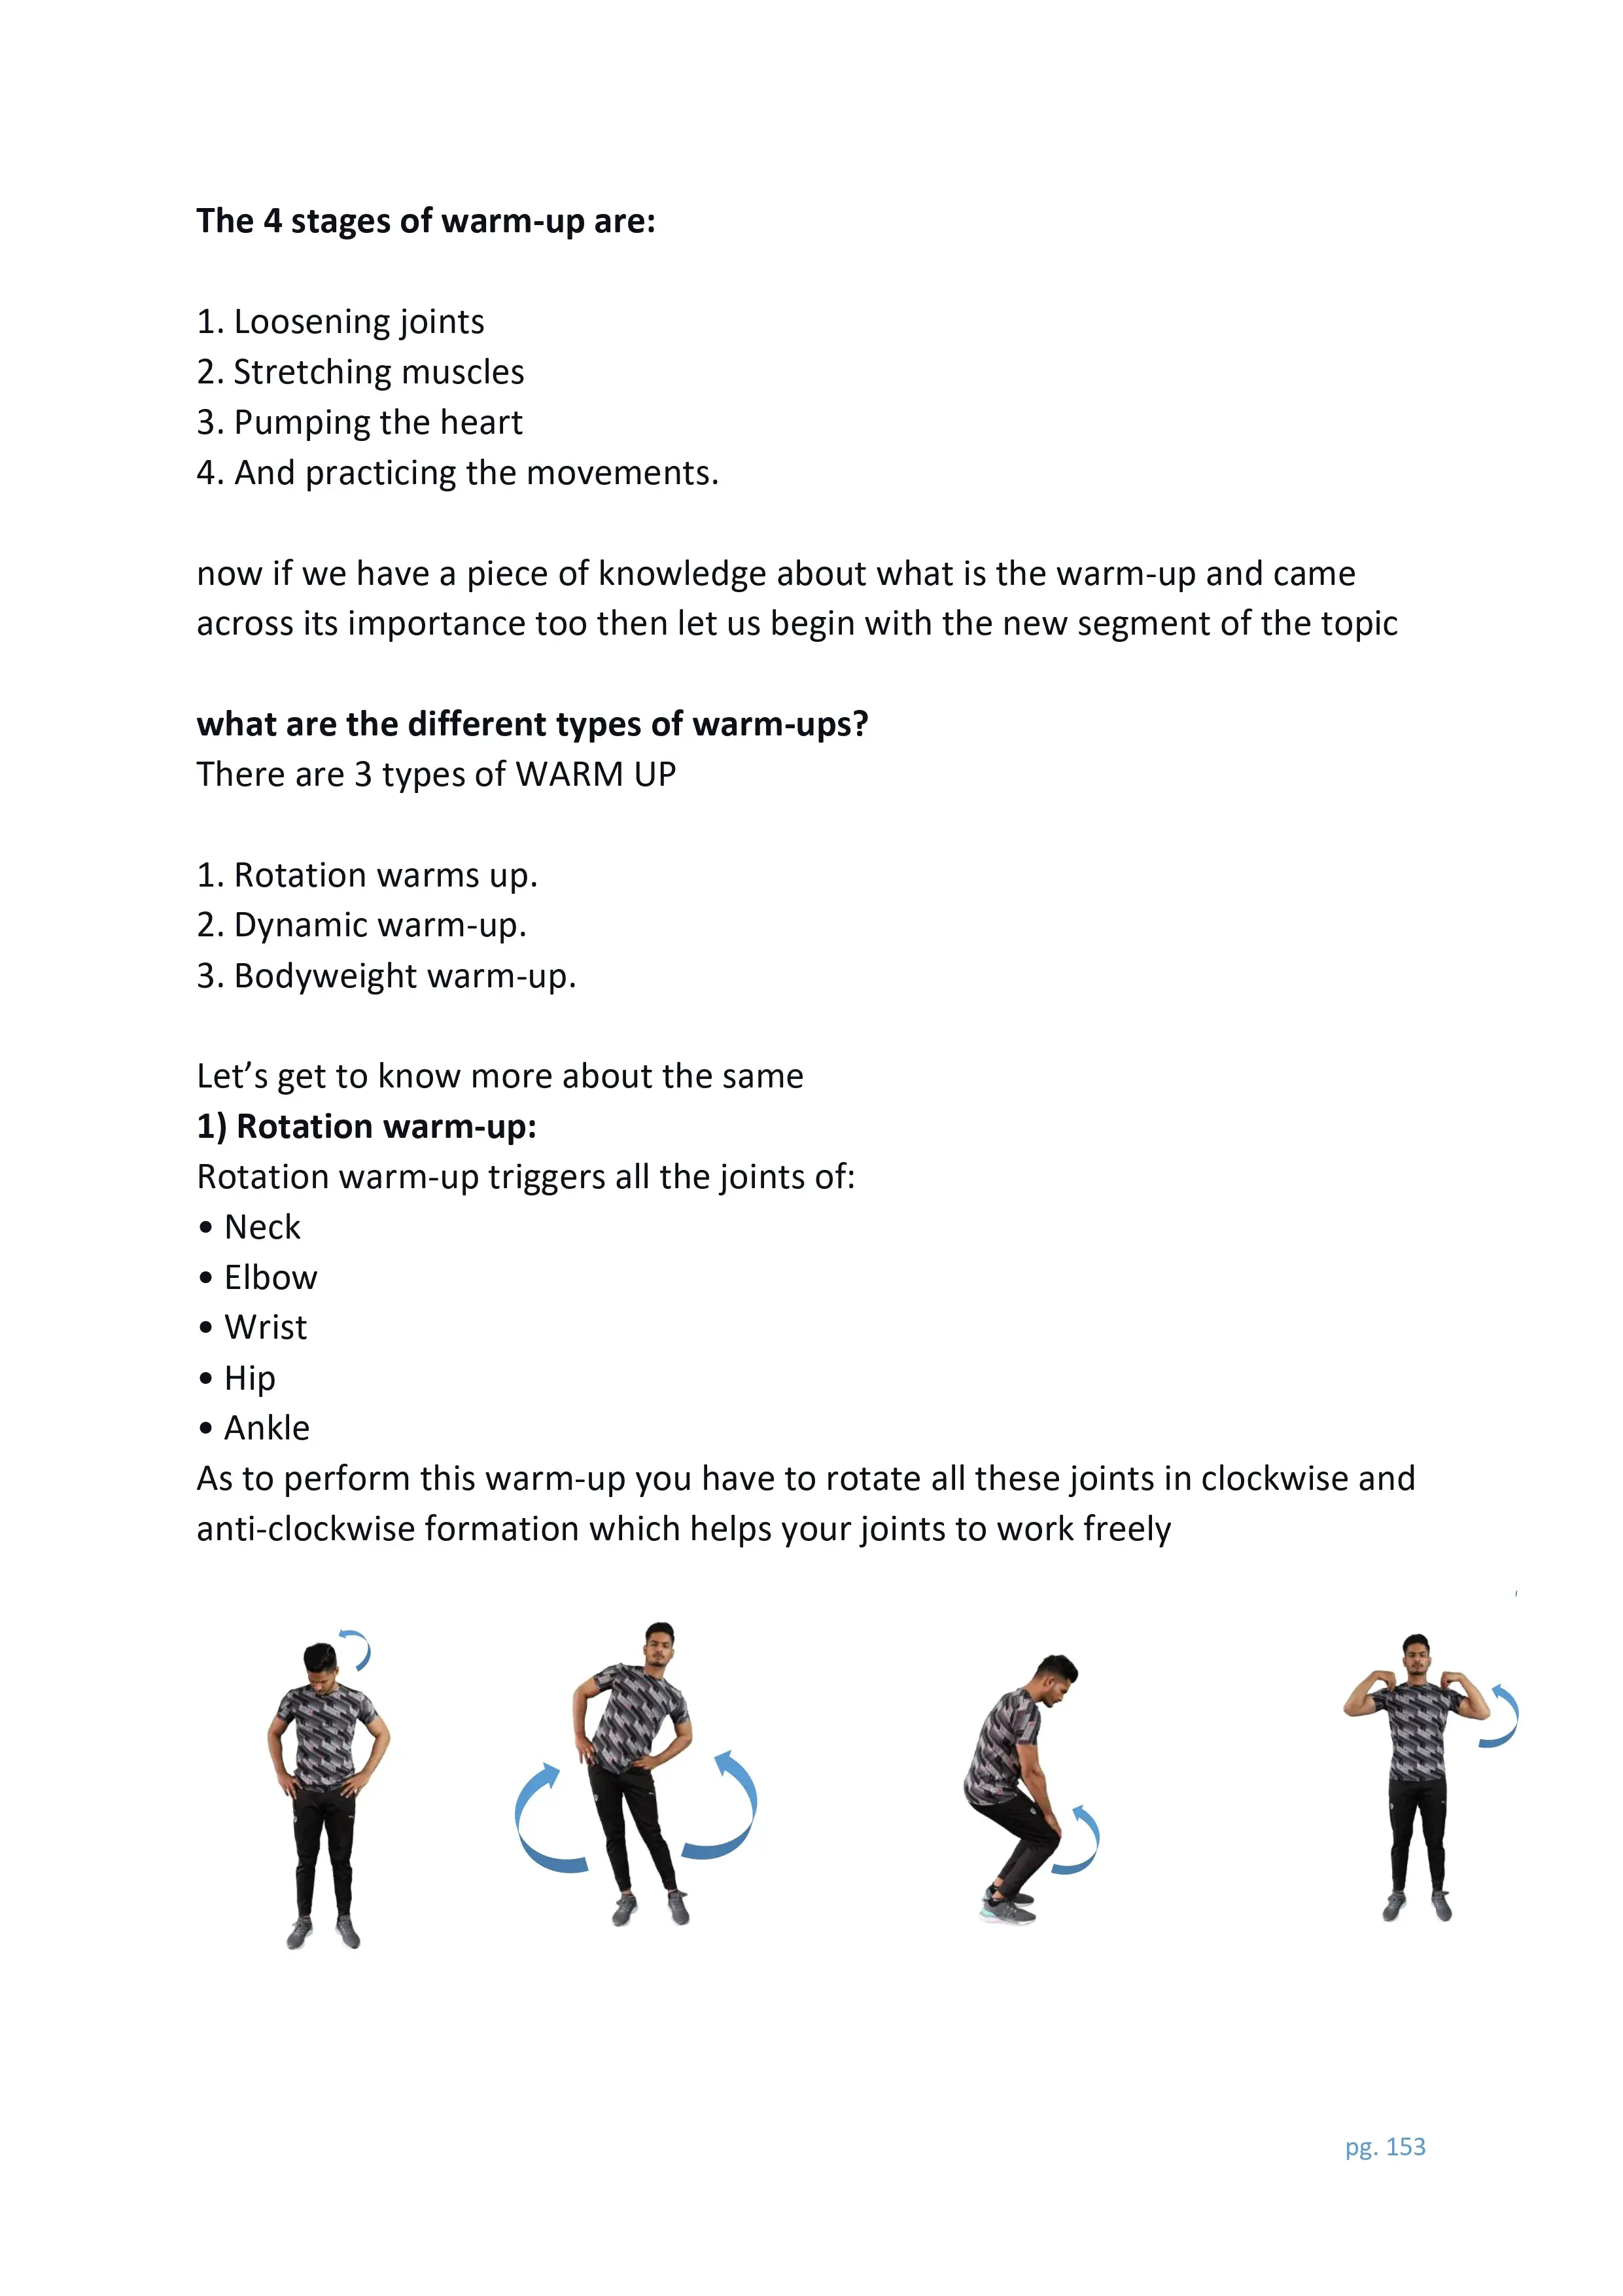 The 4 stages of warm-up are:
1. Loosening joints
2. Stretching muscles
3. Pumping the heart
4. And practicing the movements.
now if we have a piece of knowledge about what is the warm-up and came
across its importance too then let us begin with the new segment of the topic
what are the different types of warm-ups?
There are 3 types of WARM UP
1. Rotation warms up.
2. Dynamic warm-up.
3. Bodyweight warm-up.
Let’s get to know more about the same
1) Rotation warm-up:
Rotation warm-up triggers all the joints of:
• Neck
• Elbow
• Wrist
• Hip
• Ankle
As to perform this warm-up you have to rotate all these joints in clockwise and
anti-clockwise formation which helps your joints to work freely
pg. 153